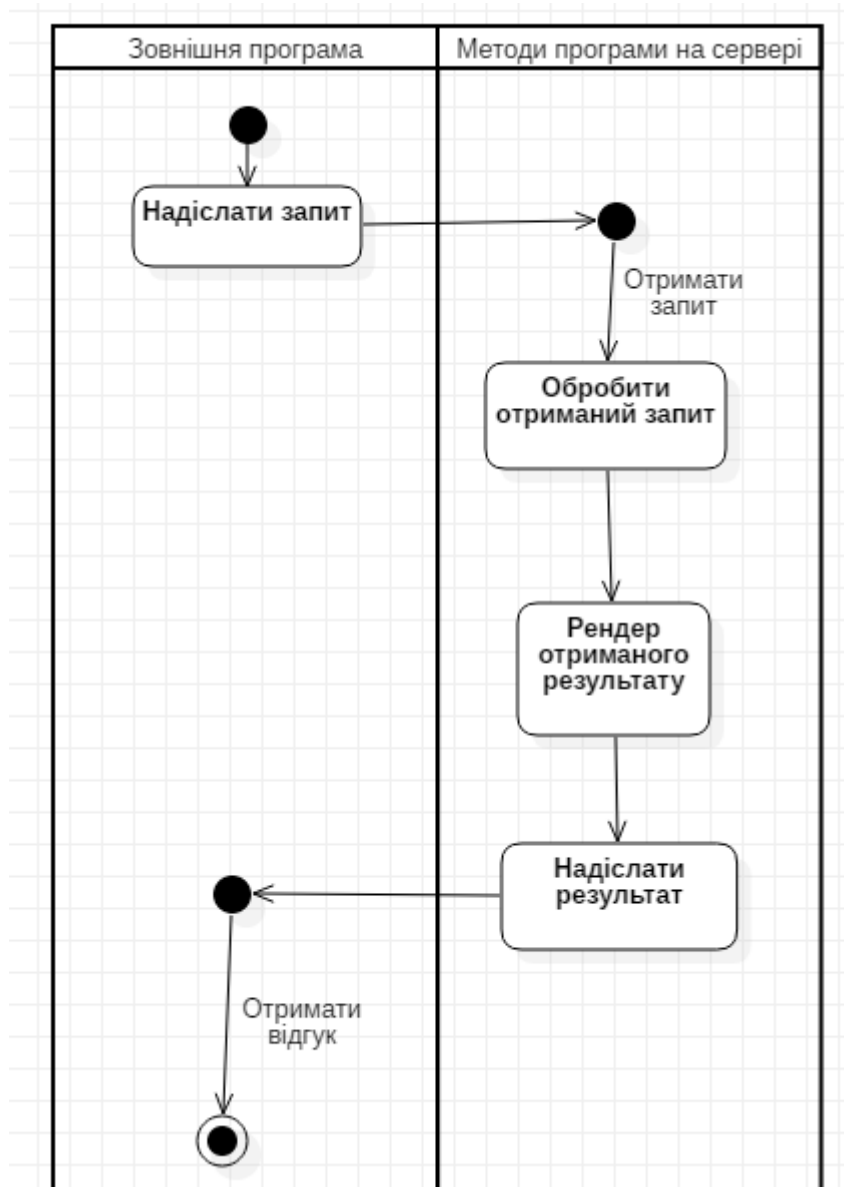 Зовнішня програма
Методи програми на сервері
Надіслати запит
Отримати
запит
Обробити
отриманий запит
Рендер
отриманого
результату
Надіслати
результат
Отримати
відгук